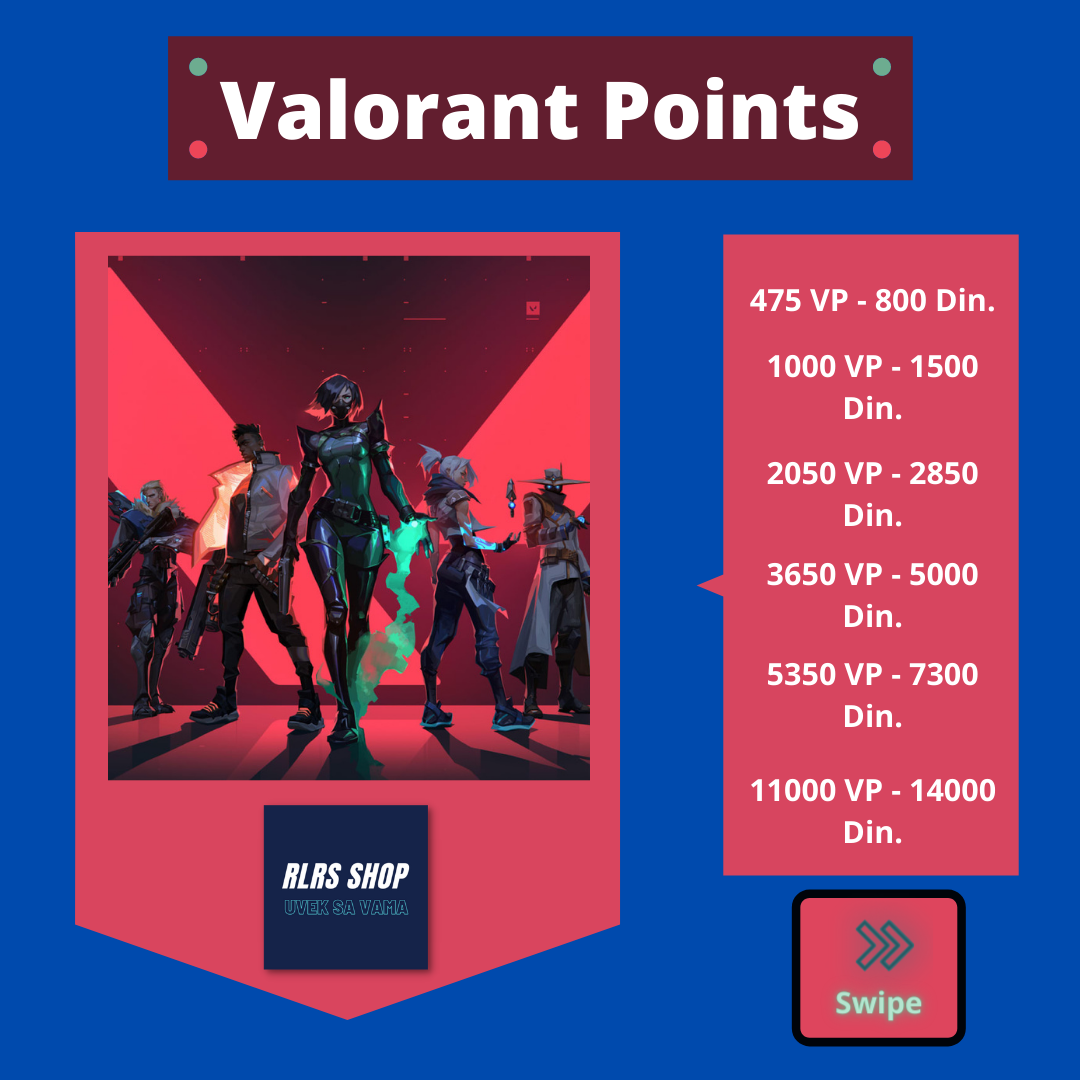 Valorant Points
475 VP - 800 Din.
1000 VP - 1500
Din.
2050 VP - 2850
Din.
3650 VP - 5000
Din.
5350 VP - 7300
Din.
11000 VP - 14000
Din.
RLRS SHOP
UVEK SA VAMA
Swipe